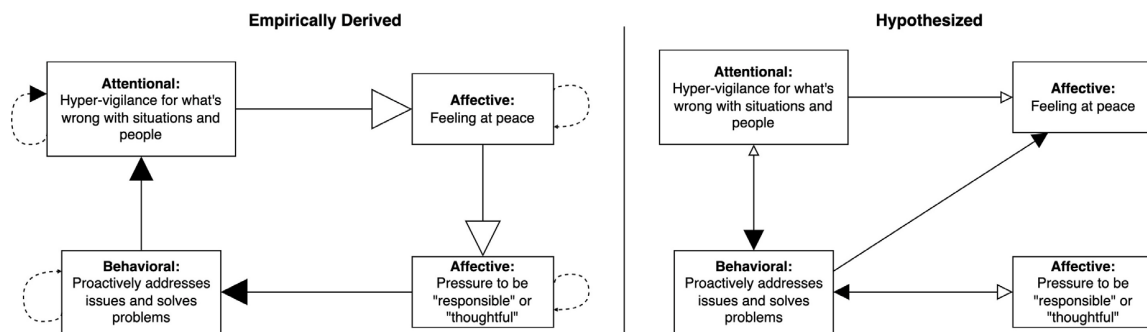 Empirically Derived
Attentional:
Hyper-vigilance for what's
wrong with situations and
people
Affective:
Feeling at peace
Behavioral:
Proactively addresses
issues and solves
problems
Affective:
Pressure to be
"responsible" or
"thoughtful"
Hypothesized
Attentional:
Hyper-vigilance for what's
wrong with situations and
people
Affective:
Feeling at peace
Behavioral:
Proactively addresses
issues and solves
problems
Affective:
Pressure to be
"responsible" or
"thoughtful"